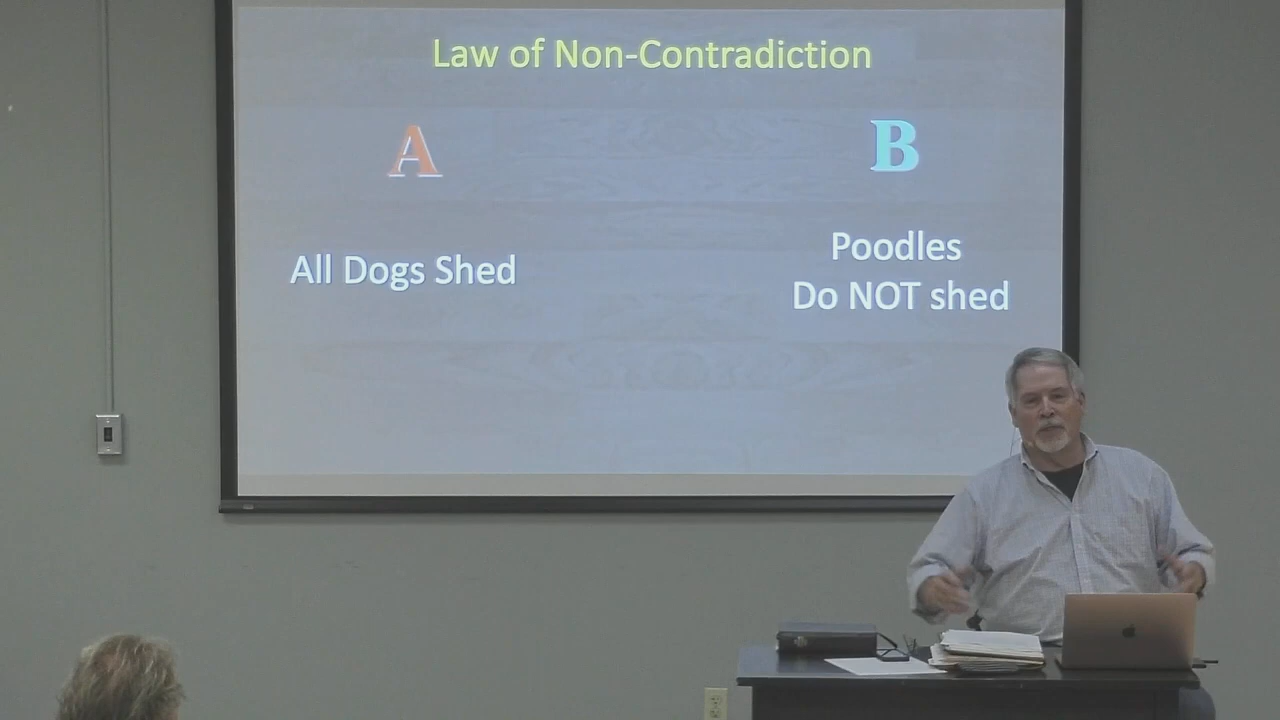 Law of Non-Contradiction
A
B
All Dogs Shed
Poodles
Do NOT shed